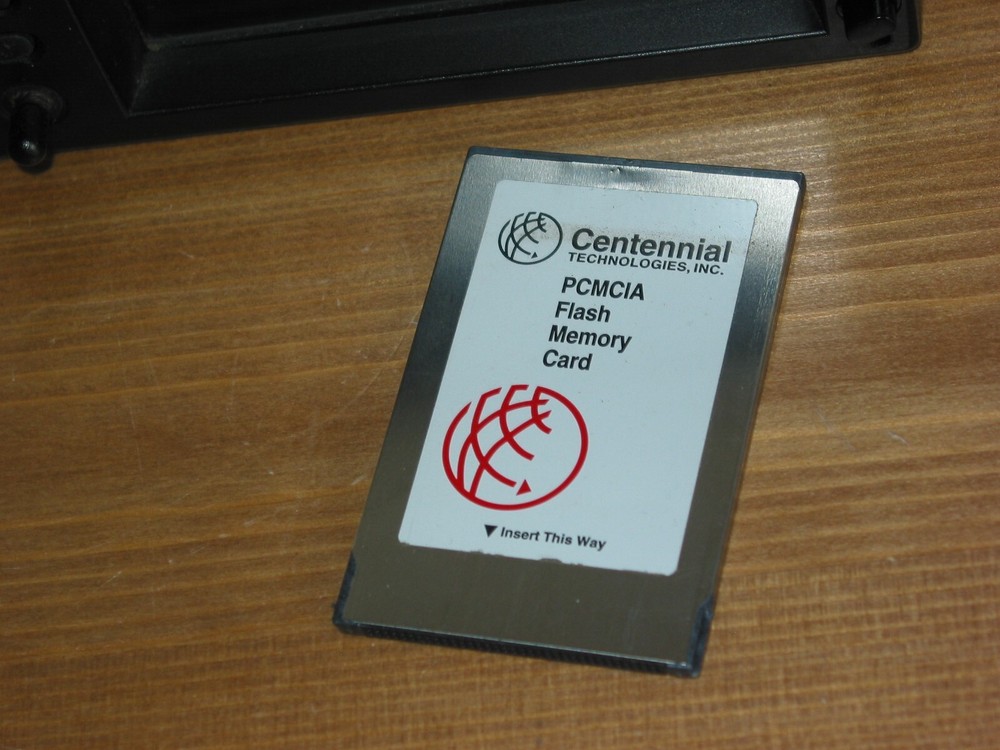 Centennial
TECHNOLOGIES, INC.
PCMCIA
Flash
Memory
Card
Insert This Way